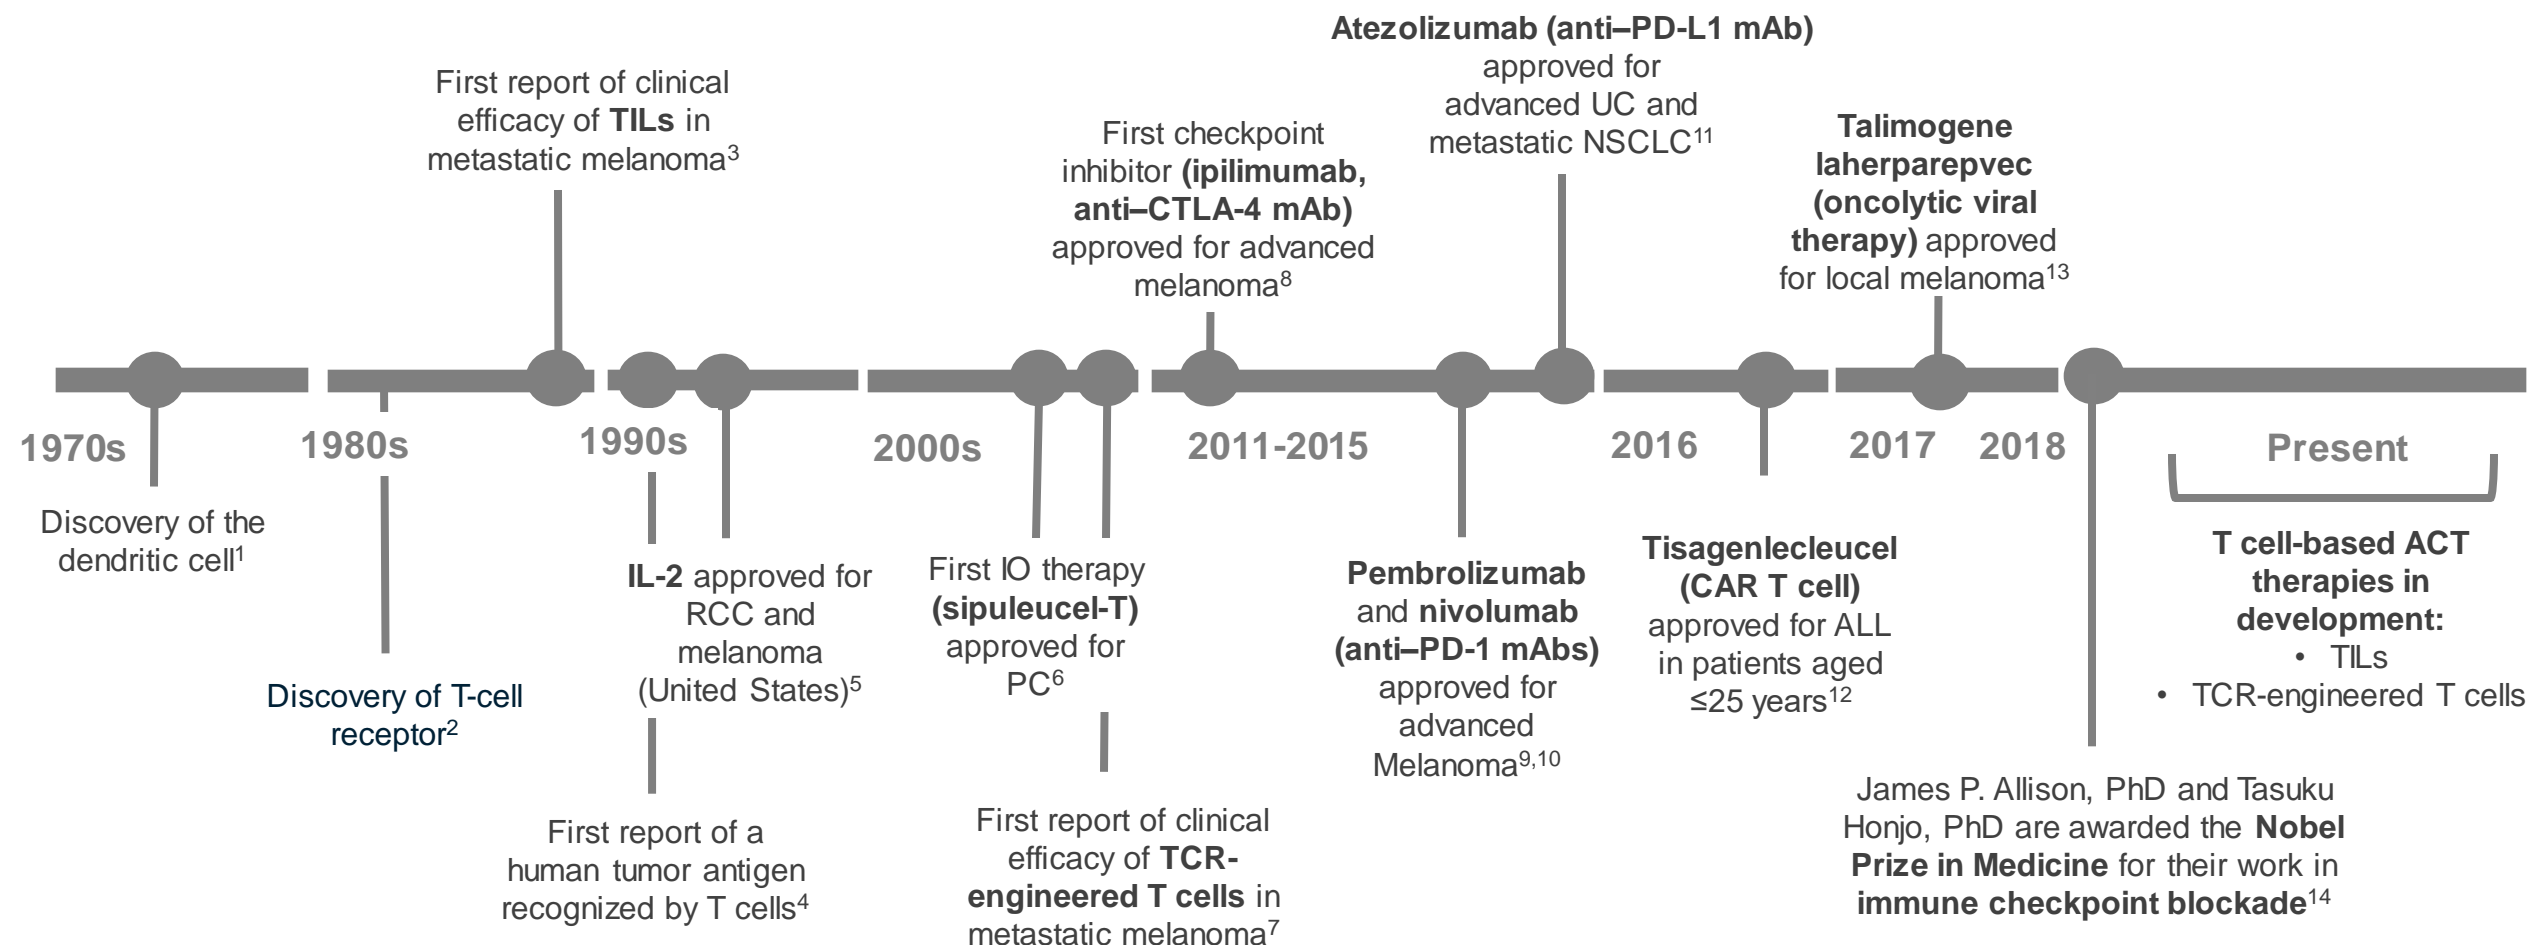 Atezolizumab (anti–PD-L1 mAb)
approved for
advanced UC and
metastatic NSCLC¹¹
First report of clinical
efficacy of TILs in
metastatic melanoma³
First checkpoint
inhibitor (ipilimumab,
anti–CTLA-4 mAb)
approved for advanced
melanoma⁸
Talimogene
laherparepvec
(oncolytic viral
therapy) approved
for local melanoma¹³
1970s
1980s
1990s
2000s
2011-2015
2016
2017
2018
Present
Discovery of the
dendritic cell¹
Discovery of T-cell
receptor²
IL-2 approved for
RCC and
melanoma
(United States)⁵
First report of a
human tumor antigen
recognized by T cells⁴
First IO therapy
(sipuleucel-T)
approved for
PC⁶
First report of clinical
efficacy of TCR-
engineered T cells in
metastatic melanoma⁷
Pembrolizumab
and nivolumab
(anti–PD-1 mAbs)
approved for
advanced
Melanoma⁹,¹⁰
Tisagenlecleucel
(CAR T cell)
approved for ALL
in patients aged
≤25 years¹²
James P. Allison, PhD and Tasuku
Honjo, PhD are awarded the Nobel
Prize in Medicine for their work in
immune checkpoint blockade¹⁴
T cell-based ACT
therapies in
development:
• TILs
• TCR-engineered T cells